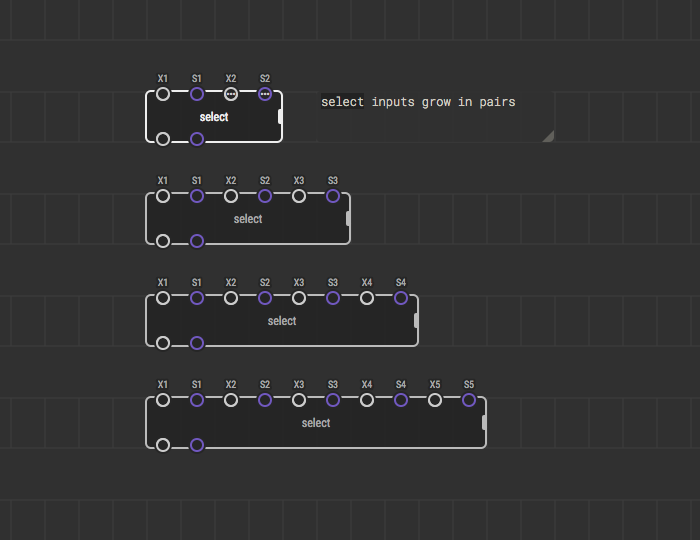 X1 S1 X2 S2
select
select inputs grow in pairs
X1 S1 X2 S2 X3 S3
select
X1 S1 X2 S2 X3 S3 X4 S4
select
X1 S1 X2 S2 X3 S3 X4 S4 X5 S5
select